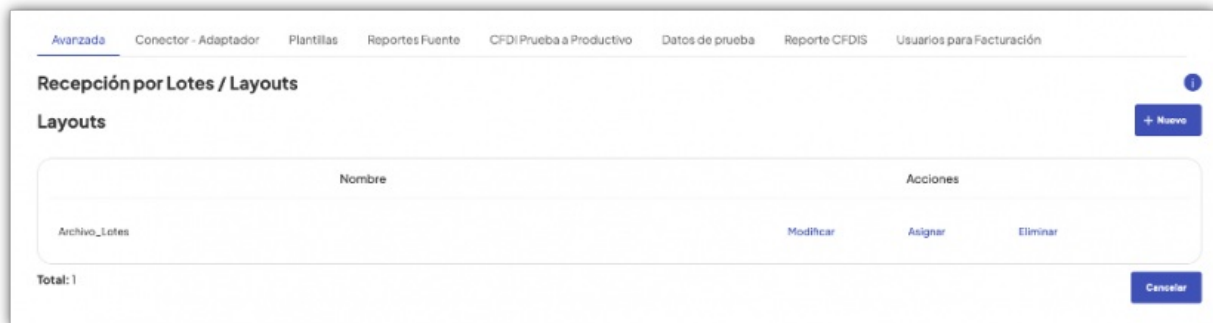 Avanzada Conector - Adaptador Plantillas Reportes Fuente CFDI Prueba a Productivo Datos de prueba Reporte CFDIS Usuarios para Facturación
Recepción por Lotes / Layouts
i
Layouts
+ Nuevo
Nombre Acciones
Archivo_Lotes Modificar Asignar Eliminar
Total: 1
Cancelar